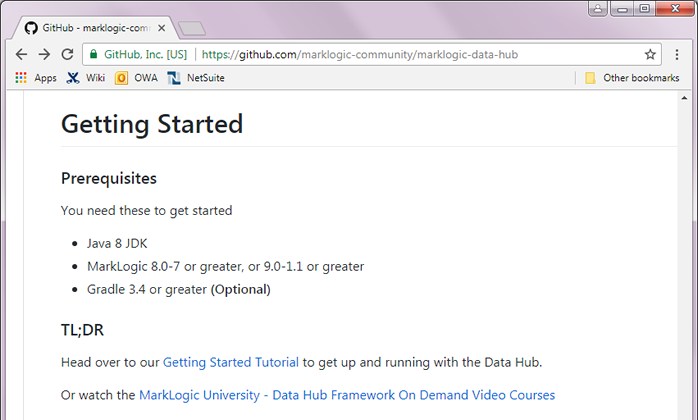 GitHub - marklogic-com
GitHub, Inc. [US] https://github.com/marklogic-community/marklogic-data-hub
Apps Wiki OWA NetSuite Other bookmarks
Getting Started
Prerequisites
You need these to get started
Java 8 JDK
MarkLogic 8.0-7 or greater, or 9.0-1.1 or greater
Gradle 3.4 or greater (Optional)
TL;DR
Head over to our Getting Started Tutorial to get up and running with the Data Hub.
Or watch the MarkLogic University - Data Hub Framework On Demand Video Courses